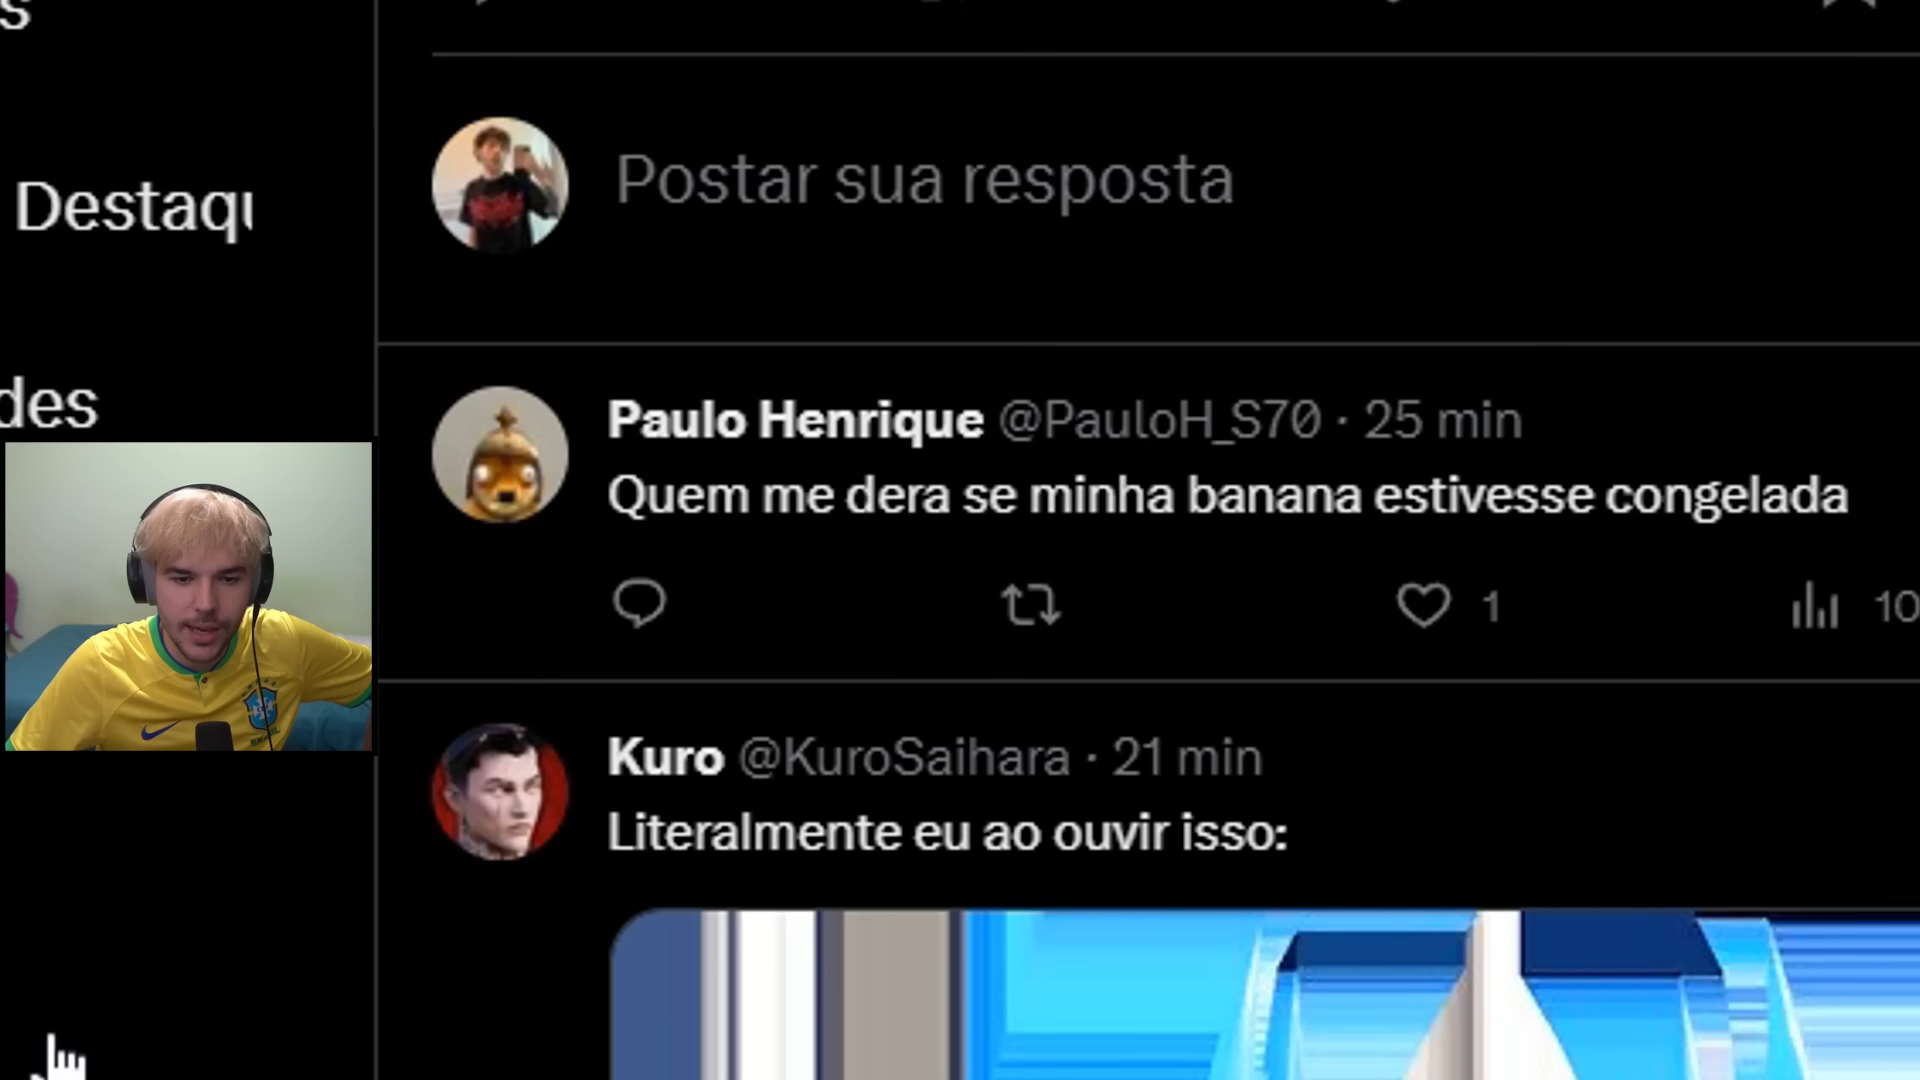 s
Destaqu
des
Postar sua resposta
Paulo Henrique @PauloH_S70 · 25 min
Quem me dera se minha banana estivesse congelada
1
10
Kuro @KuroSaihara · 21 min
Literalmente eu ao ouvir isso: